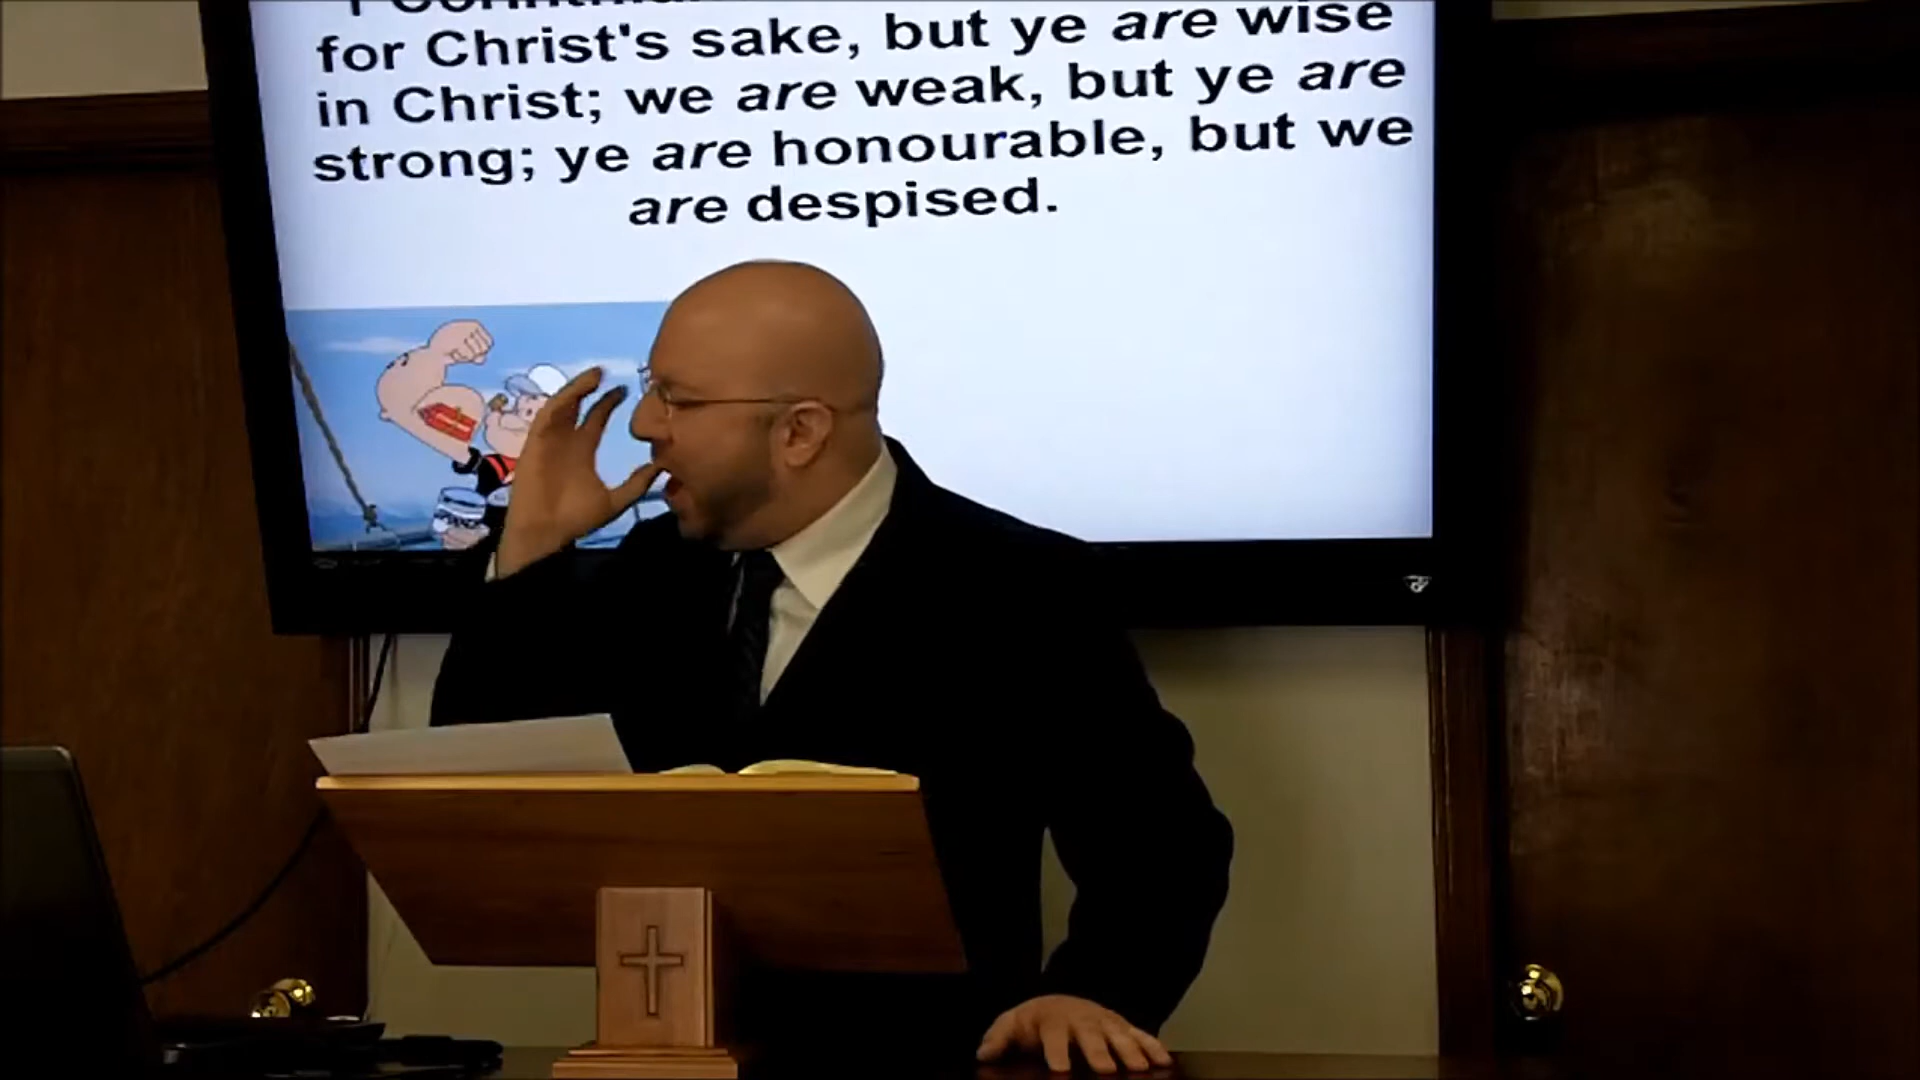 for Christ's sake, but ye are wise
in Christ; we are weak, but ye are
strong; ye are honourable, but we
are despised.